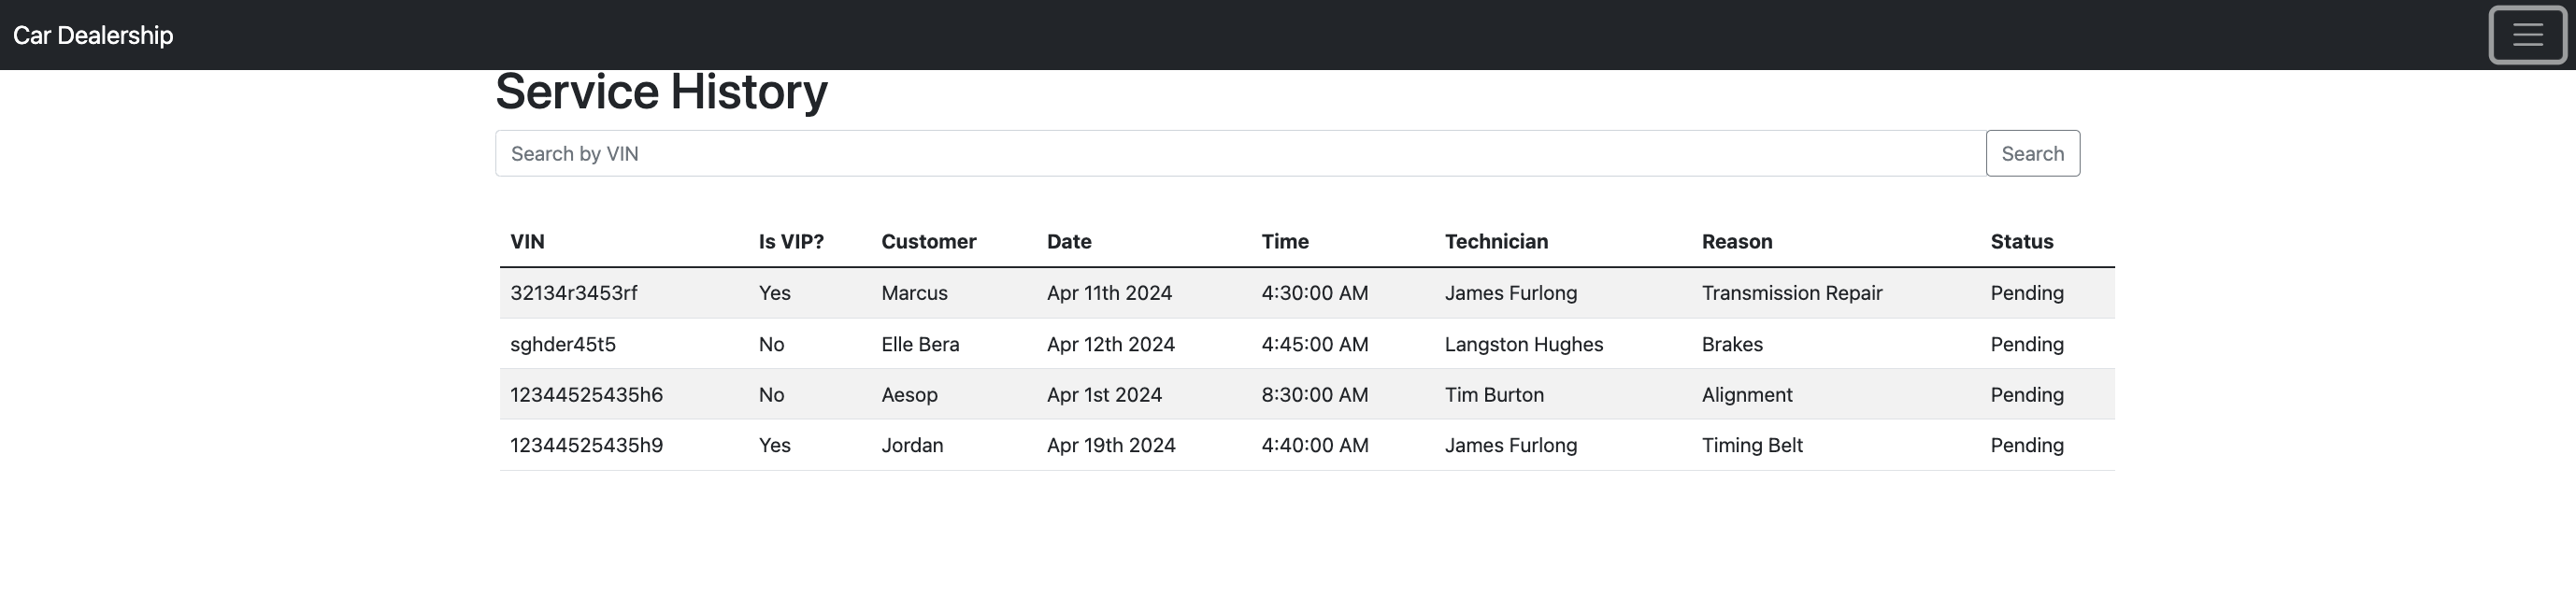 Car Dealership
Service History
Search by VIN Search
VIN Is VIP? Customer Date Time Technician Reason Status
32134r3453rf Yes Marcus Apr 11th 2024 4:30:00 AM James Furlong Transmission Repair Pending
sghder45t5 No Elle Bera Apr 12th 2024 4:45:00 AM Langston Hughes Brakes Pending
12344525435h6 No Aesop Apr 1st 2024 8:30:00 AM Tim Burton Alignment Pending
12344525435h9 Yes Jordan Apr 19th 2024 4:40:00 AM James Furlong Timing Belt Pending